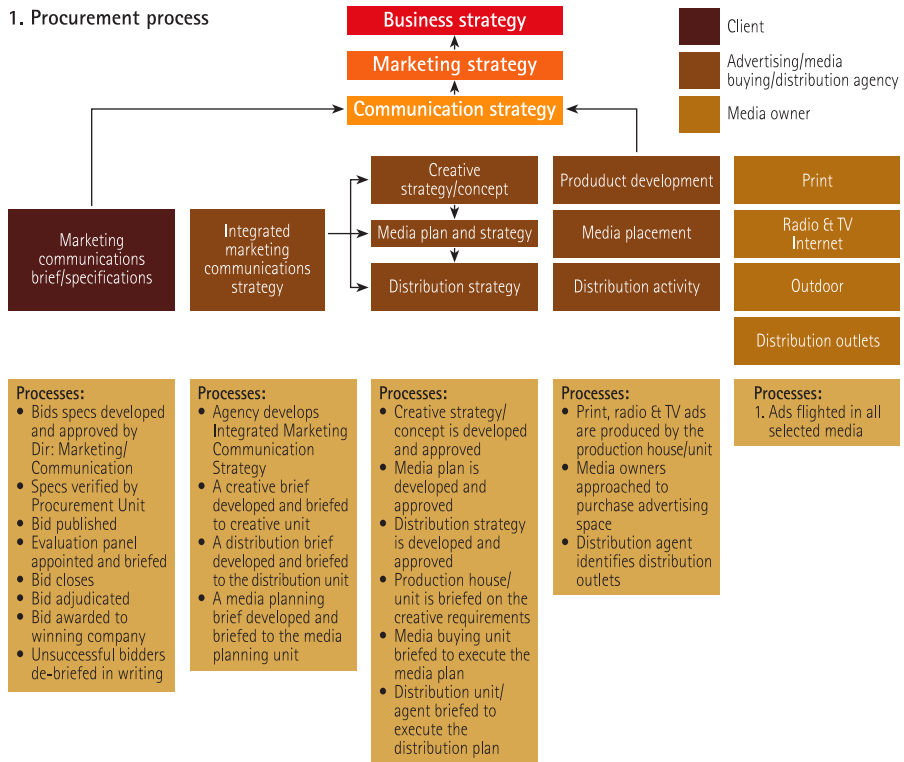 1. Procurement process
Business strategy
Marketing strategy
Communication strategy
Client
Advertising/media
buying/distribution agency
Media owner
Marketing
communications
brief/specifications
Integrated
marketing
communications
strategy
Creative
strategy/concept
Media plan and strategy
Distribution strategy
Produduct development
Media placement
Distribution activity
Print
Radio & TV
Internet
Outdoor
Distribution outlets
Processes:
• Bids specs developed
and approved by
Dir: Marketing/
Communication
• Specs verified by
Procurement Unit
• Bid published
• Evaluation panel
appointed and briefed
• Bid closes
• Bid adjudicated
• Bid awarded to
winning company
• Unsuccessful bidders
de-briefed in writing
Processes:
• Agency develops
Integrated Marketing
Communication
Strategy
• A creative brief
developed and briefed
to creative unit
• A distribution brief
developed and briefed
to the distribution unit
• A media planning
brief developed and
briefed to the media
planning unit
Processes:
• Creative strategy/
concept is developed
and approved
• Media plan is
developed and
approved
• Distribution strategy
is developed and
approved
• Production house/
unit is briefed on the
creative requirements
• Media buying unit
briefed to execute the
media plan
• Distribution unit/
agent briefed to
execute the
distribution plan
Processes:
• Print, radio & TV ads
are produced by the
production house/unit
• Media owners
approached to
purchase advertising
space
• Distribution agent
identifies distribution
outlets
Processes:
1. Ads flighted in all
selected media